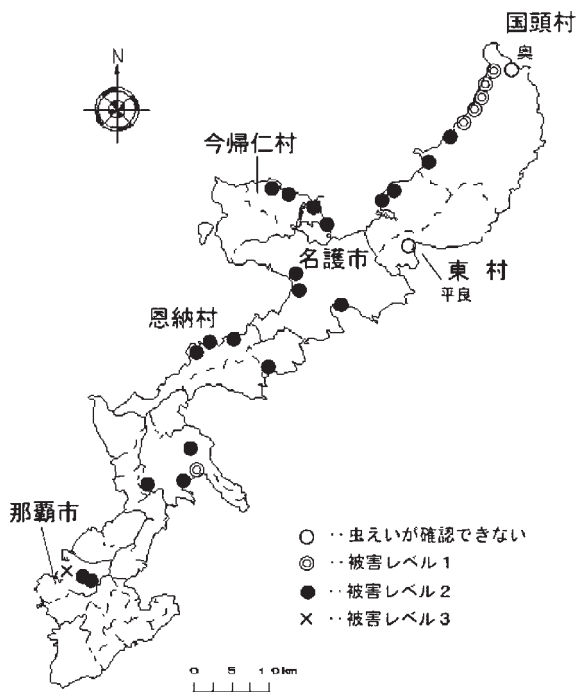 国頭村
奥
N
今帰仁村
名護市
東 村
平良
恩納村
那覇市
○ ‥虫えいが確認できない
◎ ‥被害レベル1
● ‥被害レベル2
× ‥被害レベル3
0 5 10km